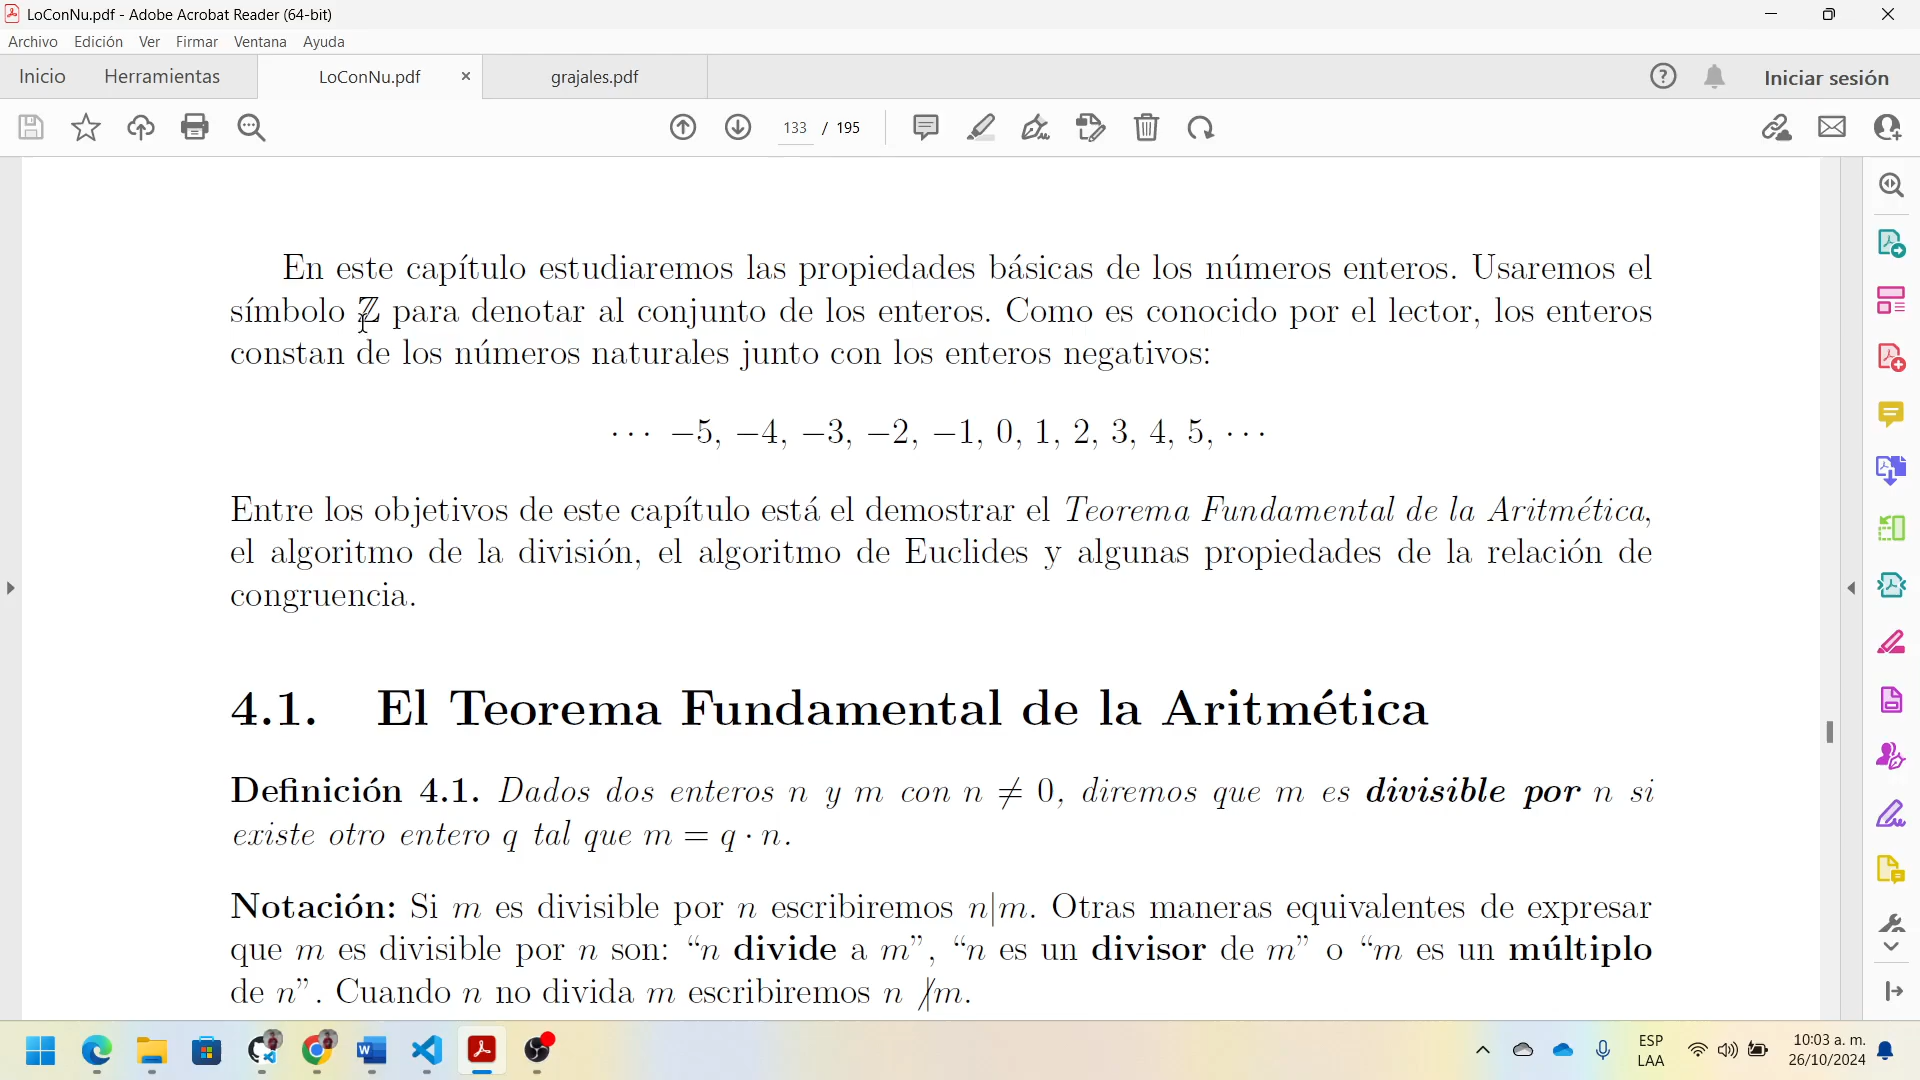 LoConNu.pdf - Adobe Acrobat Reader (64-bit)
Archivo Edición Ver Firmar Ventana Ayuda
Inicio Herramientas LoConNu.pdf × grajales.pdf Iniciar sesión
133 / 195
En este capítulo estudiaremos las propiedades básicas de los números enteros. Usaremos el
símbolo ℤ para denotar al conjunto de los enteros. Como es conocido por el lector, los enteros
constan de los números naturales junto con los enteros negativos:
··· −5, −4, −3, −2, −1, 0, 1, 2, 3, 4, 5, ···
Entre los objetivos de este capítulo está el demostrar el Teorema Fundamental de la Aritmética,
el algoritmo de la división, el algoritmo de Euclides y algunas propiedades de la relación de
congruencia.
4.1. El Teorema Fundamental de la Aritmética
Definición 4.1. Dados dos enteros n y m con n ≠ 0, diremos que m es divisible por n si
existe otro entero q tal que m = q · n.
Notación: Si m es divisible por n escribiremos n|m. Otras maneras equivalentes de expresar
que m es divisible por n son: “n divide a m”, “n es un divisor de m” o “m es un múltiplo
de n”. Cuando n no divida m escribiremos n ∤m.
ESP
LAA
10:03 a. m.
26/10/2024